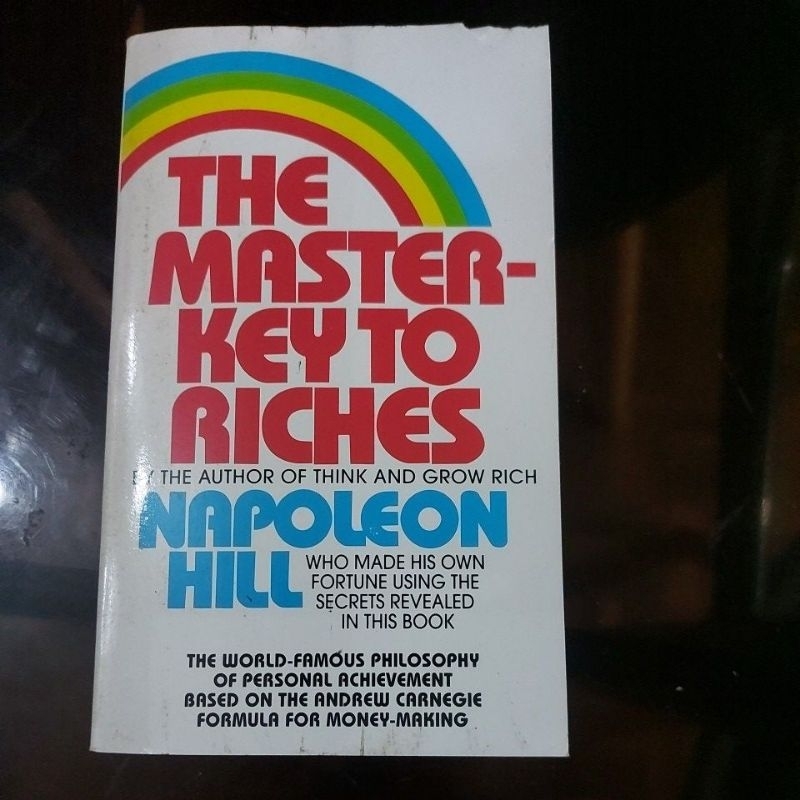 THE
MASTER-
KEY TO
RICHES
BY THE AUTHOR OF THINK AND GROW RICH
NAPOLEON
HILL
WHO MADE HIS OWN
FORTUNE USING THE
SECRETS REVEALED
IN THIS BOOK
THE WORLD-FAMOUS PHILOSOPHY
OF PERSONAL ACHIEVEMENT
BASED ON THE ANDREW CARNEGIE
FORMULA FOR MONEY-MAKING